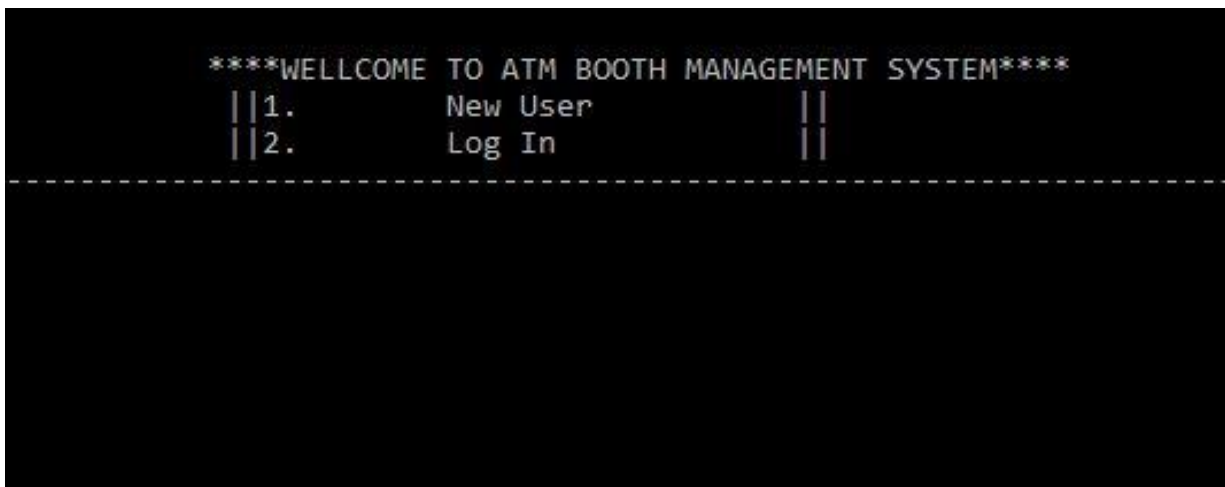 ****WELLCOME TO ATM BOOTH MANAGEMENT SYSTEM****
||1. New User ||
||2. Log In ||
--------------------------------------------------------------------